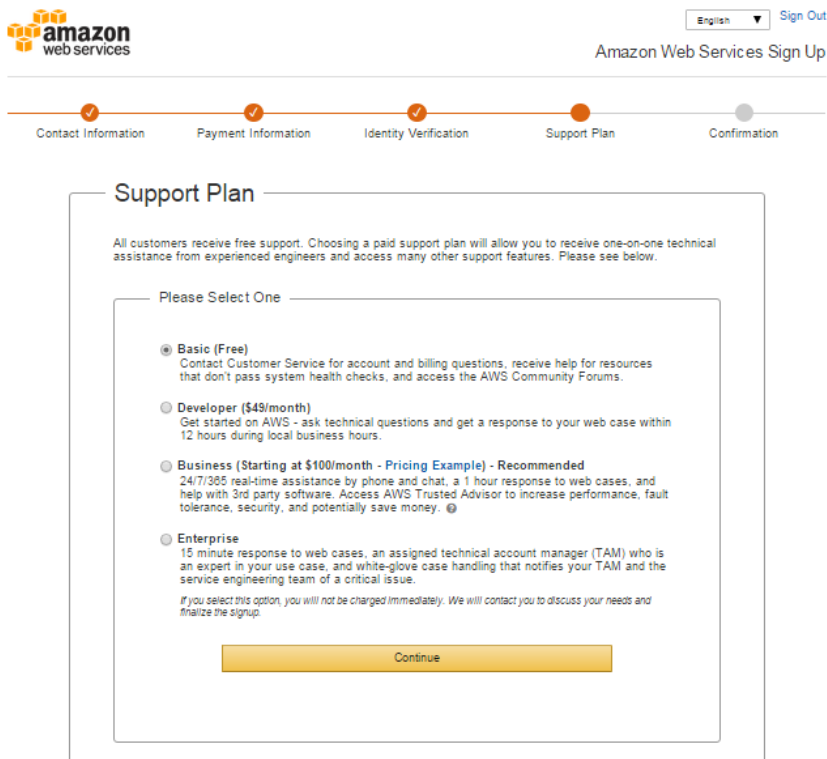 amazon
web services
English
Sign Out
Amazon Web Services Sign Up
Contact Information
Payment Information
Identity Verification
Support Plan
Confirmation
Support Plan
All customers receive free support. Choosing a paid support plan will allow you to receive one-on-one technical
assistance from experienced engineers and access many other support features. Please see below.
Please Select One
Basic (Free)
Contact Customer Service for account and billing questions, receive help for resources
that don't pass system health checks, and access the AWS Community Forums.
Developer ($49/month)
Get started on AWS - ask technical questions and get a response to your web case within
12 hours during local business hours.
Business (Starting at $100/month - Pricing Example) - Recommended
24/7/365 real-time assistance by phone and chat, a 1 hour response to web cases, and
help with 3rd party software. Access AWS Trusted Advisor to increase performance, fault
tolerance, security, and potentially save money.
Enterprise
15 minute response to web cases, an assigned technical account manager (TAM) who is
an expert in your use case, and white-glove case handling that notifies your TAM and the
service engineering team of a critical issue.
If you select this option, you will not be charged immediately. We will contact you to discuss your needs and
finalize the signup.
Continue